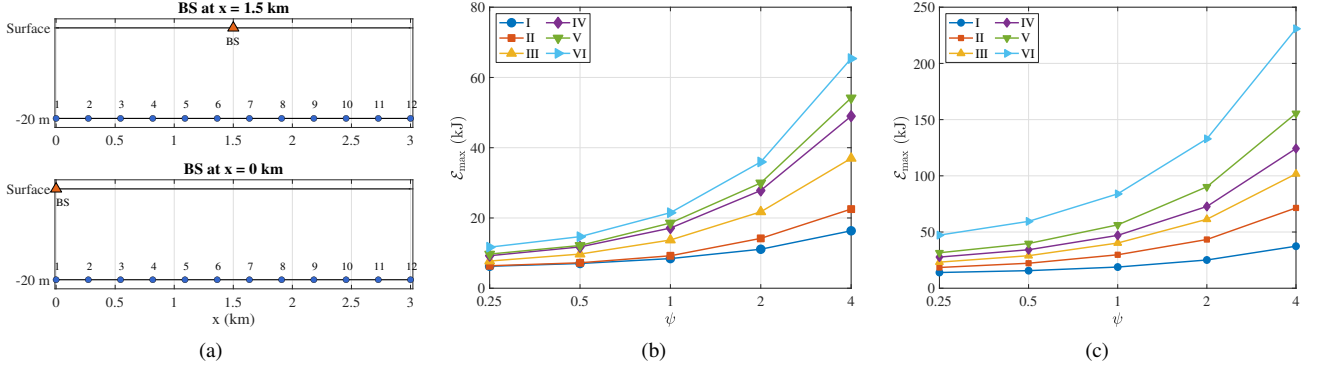 BS at x = 1.5 km
Surface
BS
1 2 3 4 5 6 7 8 9 10 11 12
-20 m
0 0.5 1 1.5 2 2.5 3
BS at x = 0 km
Surface
BS
1 2 3 4 5 6 7 8 9 10 11 12
-20 m
0 0.5 1 1.5 2 2.5 3
x (km)
(a)
80
60
40
20
0
ℰmax (kJ)
I IV
II V
III VI
0.25 0.5 1 2 4
ψ
(b)
250
200
150
100
50
0
ℰmax (kJ)
I IV
II V
III VI
0.25 0.5 1 2 4
ψ
(c)